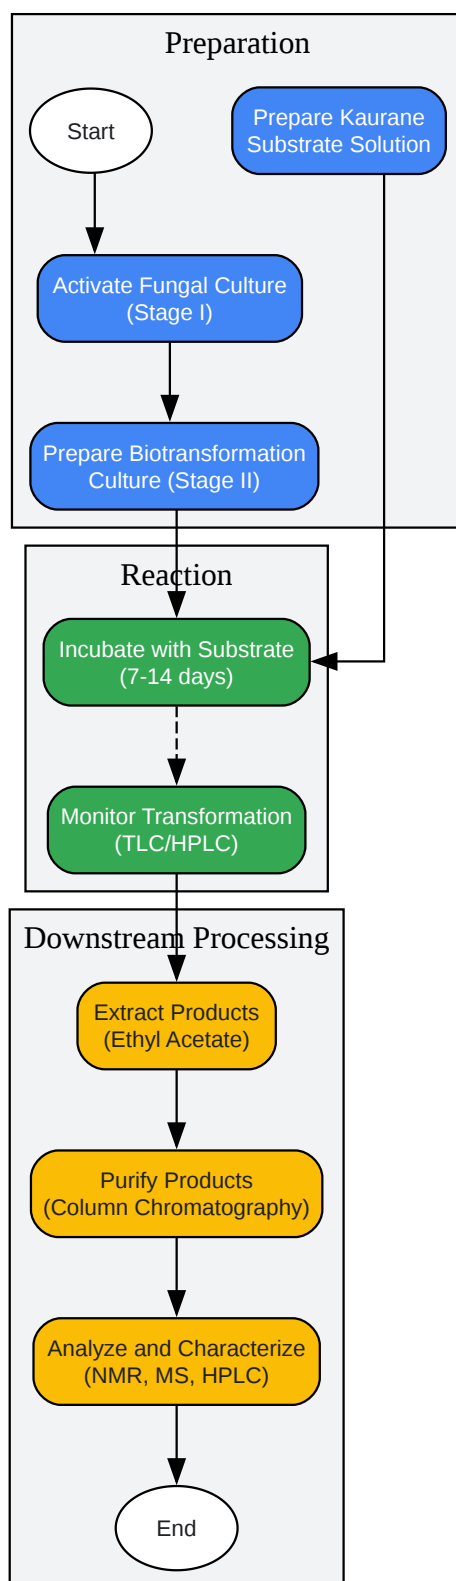 Preparation
Start
Prepare Kaurane
Substrate Solution
Activate Fungal Culture
(Stage I)
Prepare Biotransformation
Culture (Stage II)
Reaction
Incubate with Substrate
(7-14 days)
Monitor Transformation
(TLC/HPLC)
Downstream Processing
Extract Products
(Ethyl Acetate)
Purify Products
(Column Chromatography)
Analyze and Characterize
(NMR, MS, HPLC)
End